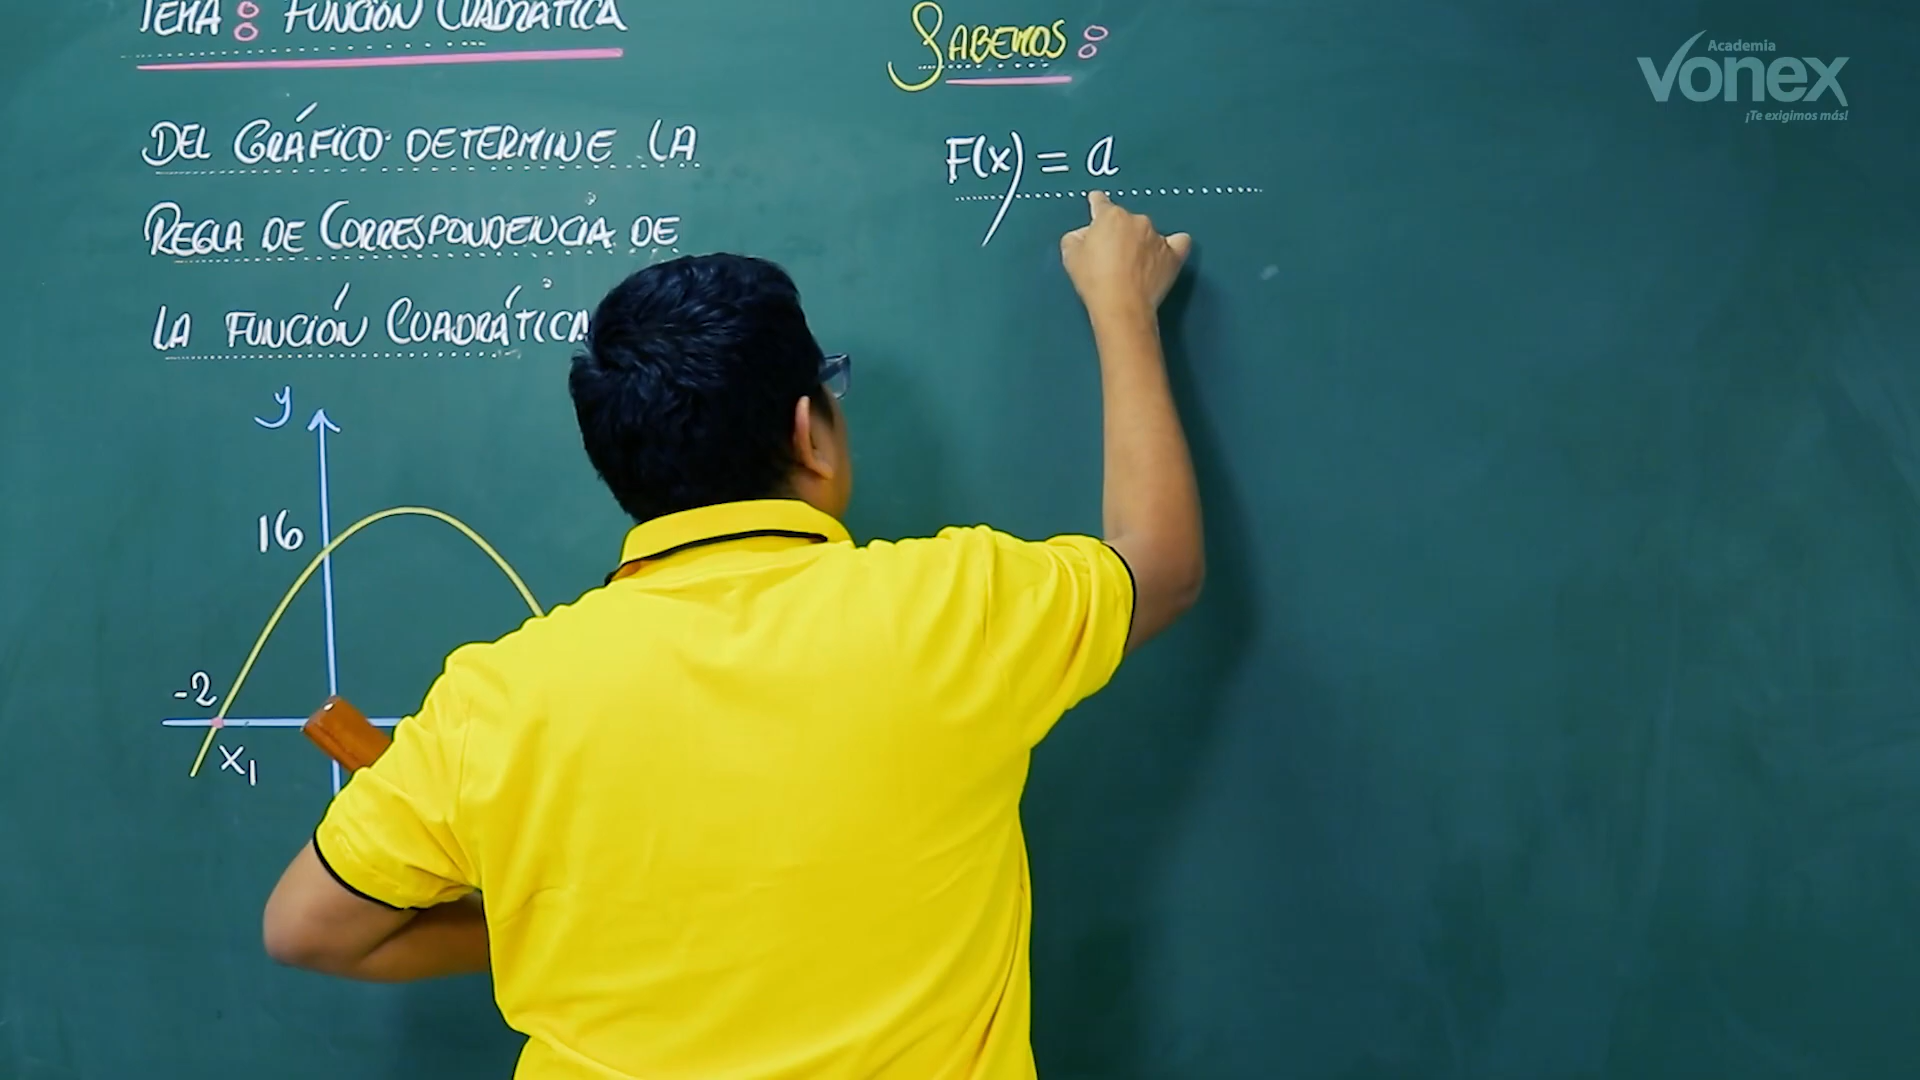 TEMA: FUNCIÓN CUADRÁTICA
DEL GRÁFICO DETERMINE LA
REGLA DE CORRESPONDENCIA DE
LA FUNCIÓN CUADRÁTICA
y
16
-2
x₁
SABEMOS:
F(x) = a
Academia
vonex
¡Te exigimos más!